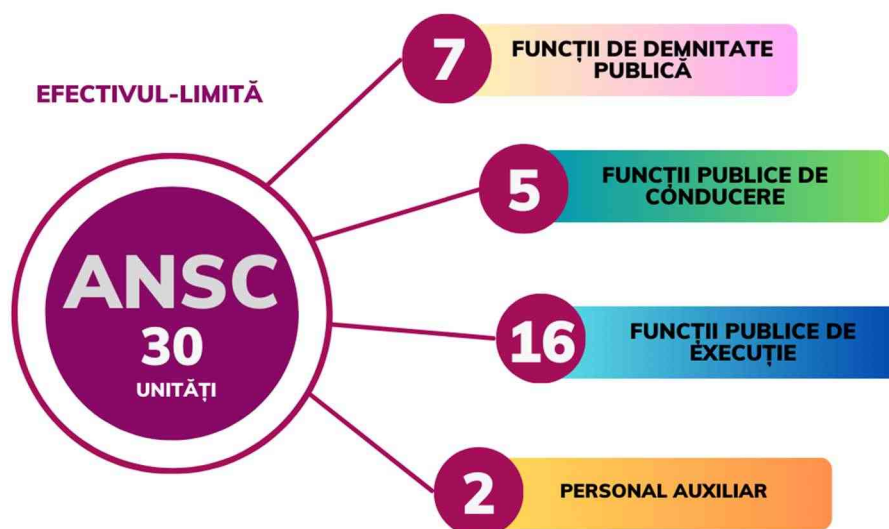 EFECTIVUL-LIMITĂ
ANSC
30
UNITĂȚI
7
FUNCȚII DE DEMNITATE
PUBLICĂ
5
FUNCȚII PUBLICE DE
CONDUCERE
16
FUNCȚII PUBLICE DE
EXECUȚIE
2
PERSONAL AUXILIAR